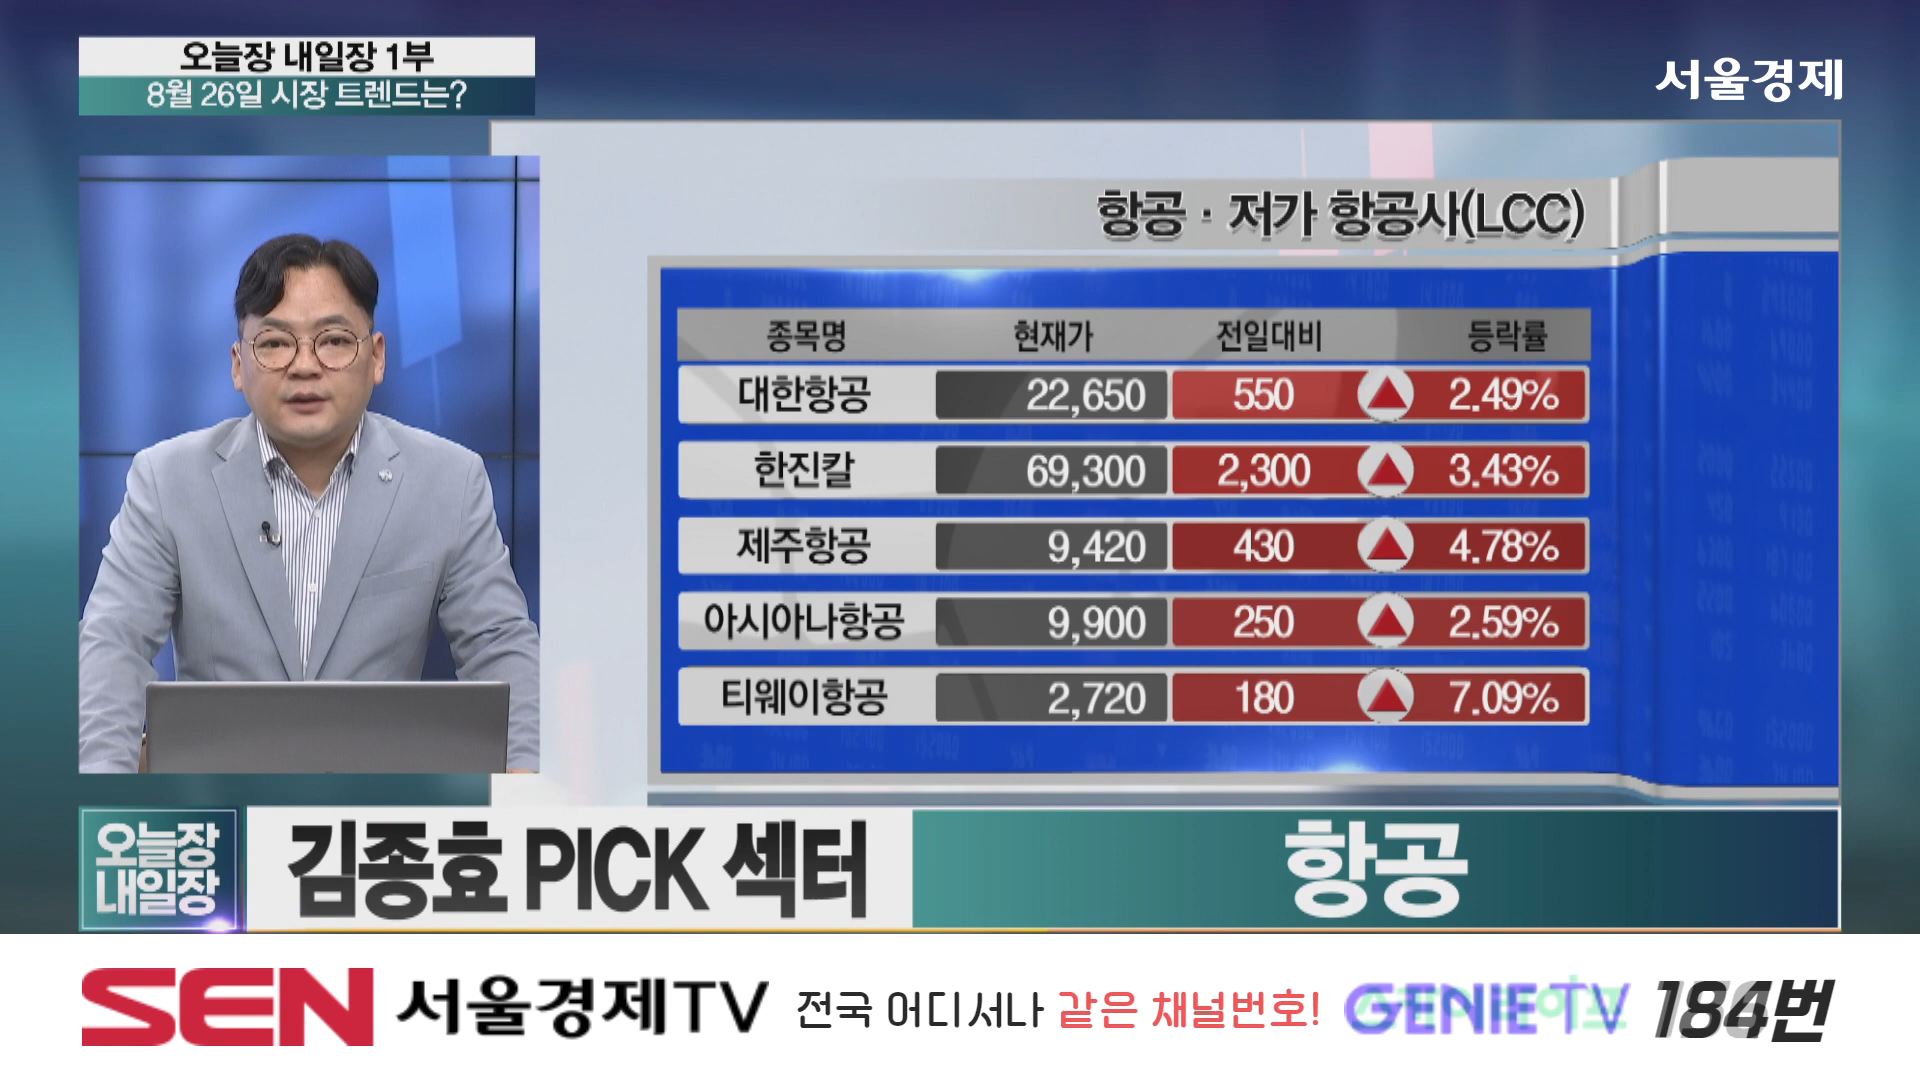 오늘장 내일장 1부
8월 26일 시장 트렌드는?
서울경제
항공 · 저가 항공사(LCC)
종목명 현재가 전일대비 등락률
대한항공 22,650 550 ▲ 2.49%
한진칼 69,300 2,300 ▲ 3.43%
제주항공 9,420 430 ▲ 4.78%
아시아나항공 9,900 250 ▲ 2.59%
티웨이항공 2,720 180 ▲ 7.09%
오늘장
내일장
김종효 PICK 섹터
항공
SEN 서울경제TV 전국 어디서나 같은 채널번호! GENIE TV 184번